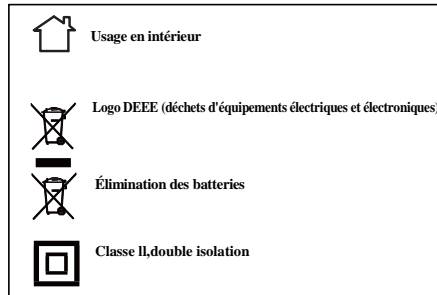 Usage en intérieur
Logo DEEE (déchets d'équipements électriques et électroniques)
Élimination des batteries
Classe ll,double isolation